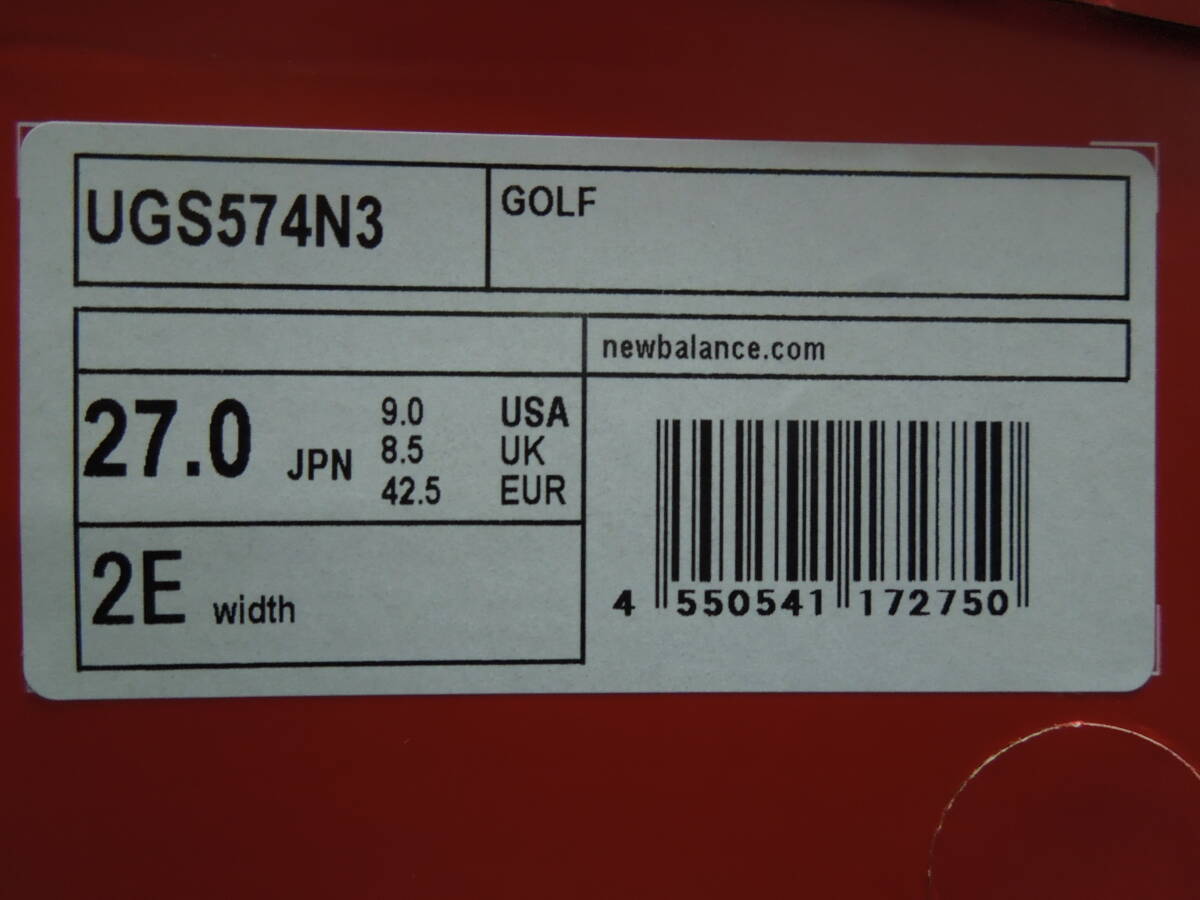 UGS574N3
GOLF
newbalance.com
27.0 JPN
9.0 USA
8.5 UK
42.5 EUR
2E width
4 550541 172750